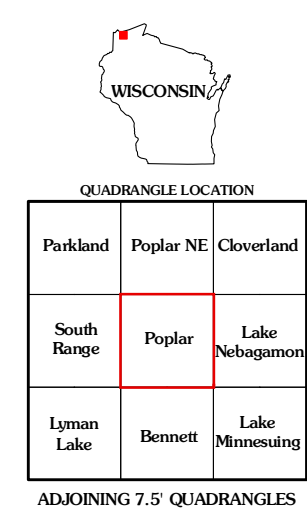 WISCONSIN
QUADRANGLE LOCATION
Parkland
Poplar NE
Cloverland
South
Range
Poplar
Lake
Nebagamon
Lyman
Lake
Bennett
Lake
Minnesuing
ADJOINING 7.5' QUADRANGLES